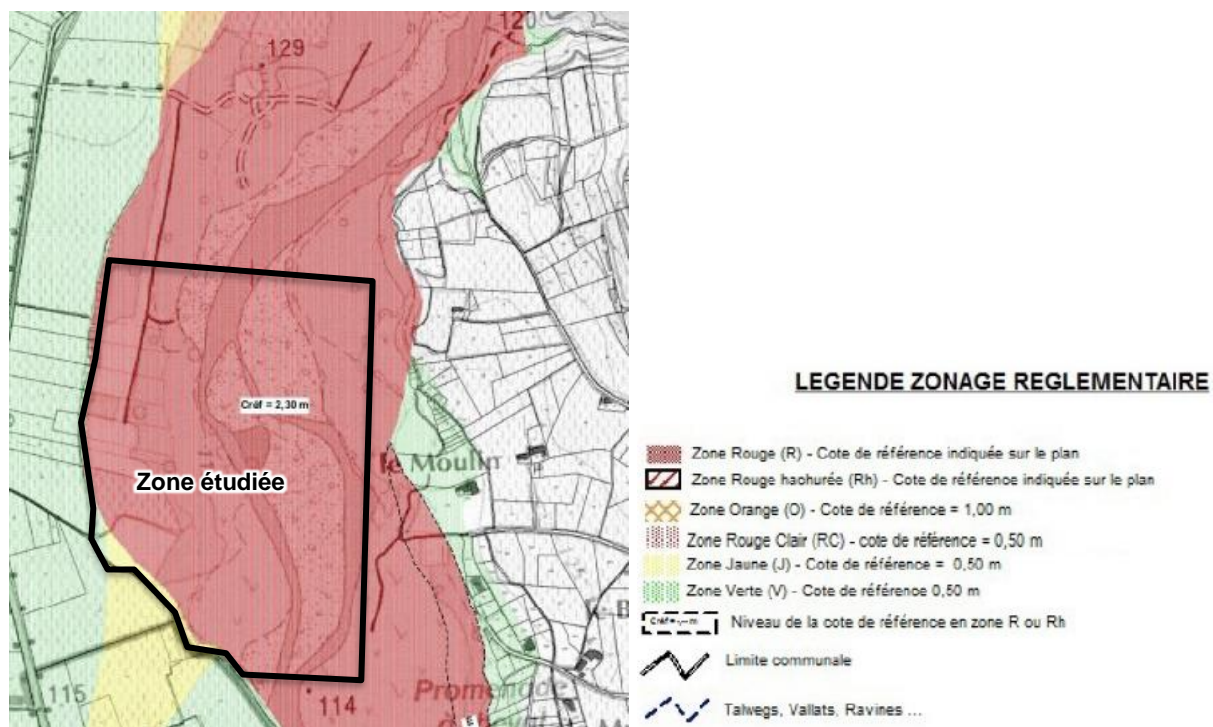 120
129
Créf = 2,30 m
le Moulin
Zone étudiée
115
114
Promenade
LEGENDE ZONAGE REGLEMENTAIRE
Zone Rouge (R) - Cote de référence indiquée sur le plan
Zone Rouge haohurée (Rh) - Cote de référence indiquée sur le plan
Zone Orange (O) - Cote de référence = 1,00 m
Zone Rouge Clair (RC) - cote de référence = 0,50 m
Zone Jaune (J) - Cote de référence = 0,50 m
Zone Verte (V) - Cote de référence 0,50 m
Créf = -,-- m Niveau de la cote de référence en zone R ou Rh
Limite communale
Talwegs, Vallats, Ravines ...